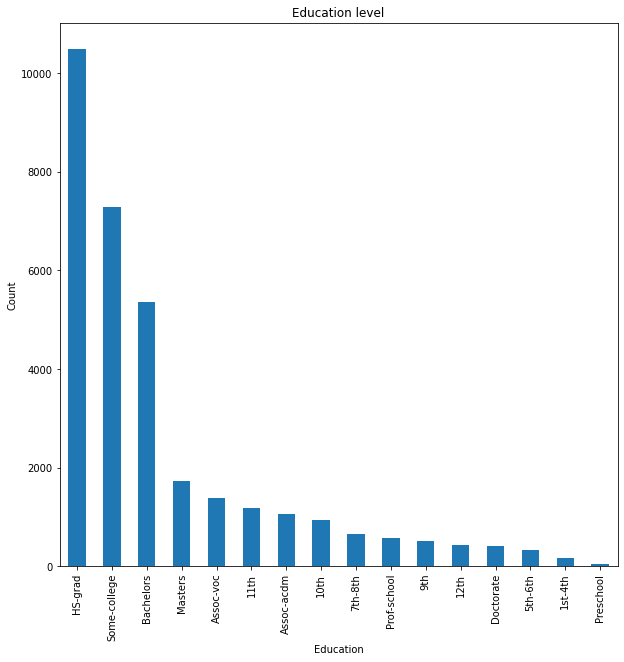 Education level
Count
10000
8000
6000
4000
2000
0
HS-grad
Some-college
Bachelors
Masters
Assoc-voc
11th
Assoc-acdm
10th
7th-8th
Prof-school
9th
12th
Doctorate
5th-6th
1st-4th
Preschool
Education